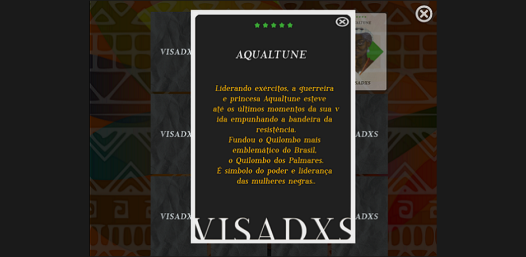 AQUALTUNE
Liderando exércitos, a guerreira
e princesa Aqualtune esteve
até os últimos momentos da sua v
ida empunhando a bandeira da
resistência.
Fundou o Quilombo mais
emblematico do Brasil,
o Quilombo dos Palmares.
É símbolo do poder e liderança
das mulheres negras..
VISADXS
VISADX
VISADX
ADXS
VISADX
ADXS